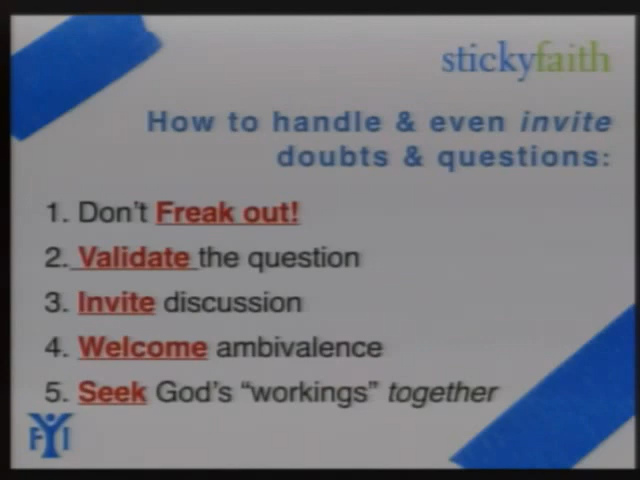 stickyfaith
How to handle & even invite
doubts & questions:
1. Don't Freak out!
2. Validate the question
3. Invite discussion
4. Welcome ambivalence
5. Seek God's "workings" together
FYI